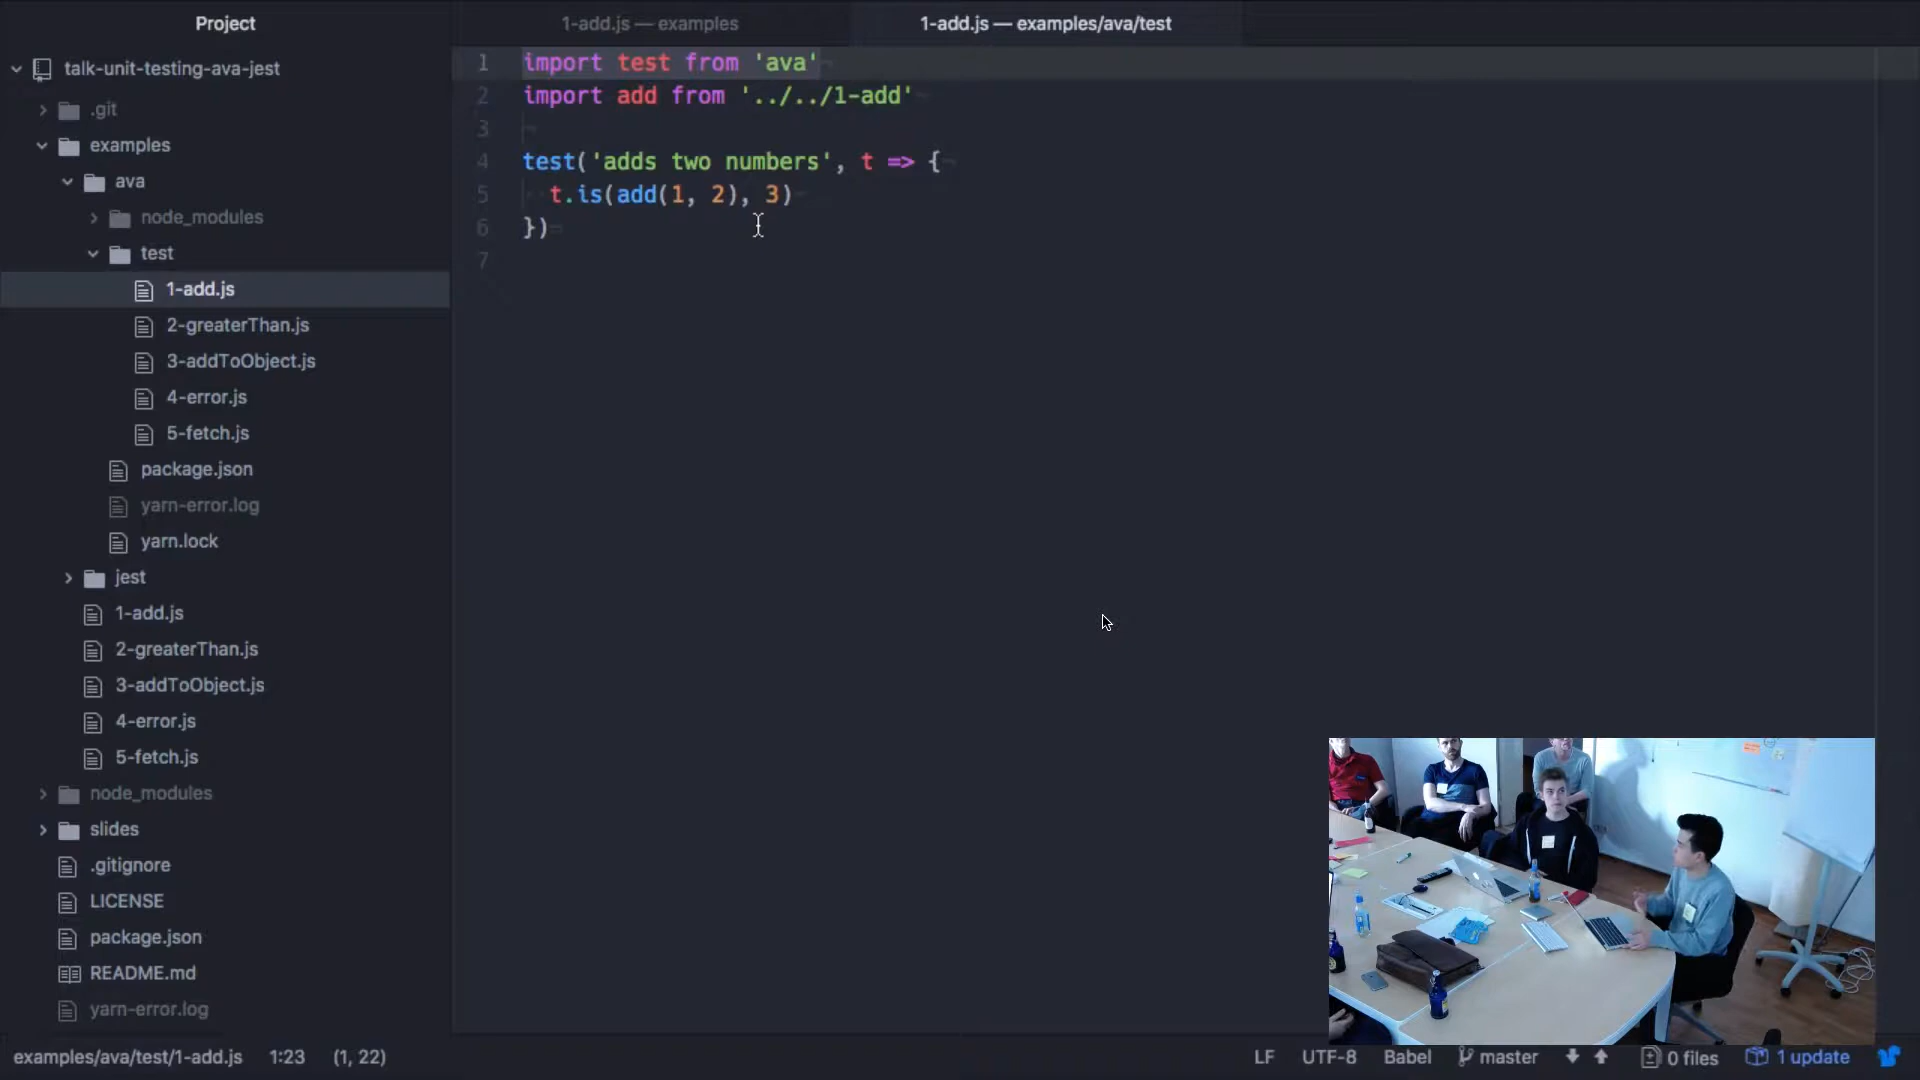 Project
1-add.js — examples
1-add.js — examples/ava/test
talk-unit-testing-ava-jest
.git
examples
ava
node_modules
test
1-add.js
2-greaterThan.js
3-addToObject.js
4-error.js
5-fetch.js
package.json
yarn-error.log
yarn.lock
jest
1-add.js
2-greaterThan.js
3-addToObject.js
4-error.js
5-fetch.js
node_modules
slides
.gitignore
LICENSE
package.json
README.md
yarn-error.log
1 import test from 'ava'
2 import add from '../../1-add'
3
4 test('adds two numbers', t => {
5 t.is(add(1, 2), 3)
6 })
7
examples/ava/test/1-add.js 1:23 (1, 22)
LF UTF-8 Babel master 0 files 1 update